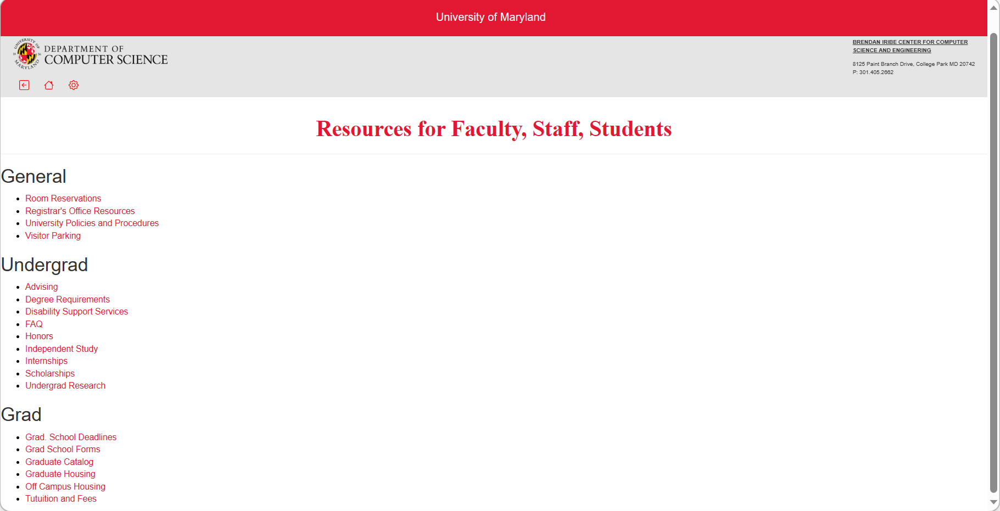 University of Maryland
UNIVERSITY OF
18 56
MARYLAND
DEPARTMENT OF
COMPUTER SCIENCE
BRENDAN IRIBE CENTER FOR COMPUTER
SCIENCE AND ENGINEERING
8125 Paint Branch Drive, College Park MD 20742
P: 301.405.2662
Resources for Faculty, Staff, Students
General
Room Reservations
Registrar's Office Resources
University Policies and Procedures
Visitor Parking
Undergrad
Advising
Degree Requirements
Disability Support Services
FAQ
Honors
Independent Study
Internships
Scholarships
Undergrad Research
Grad
Grad. School Deadlines
Grad School Forms
Graduate Catalog
Graduate Housing
Off Campus Housing
Tutuition and Fees